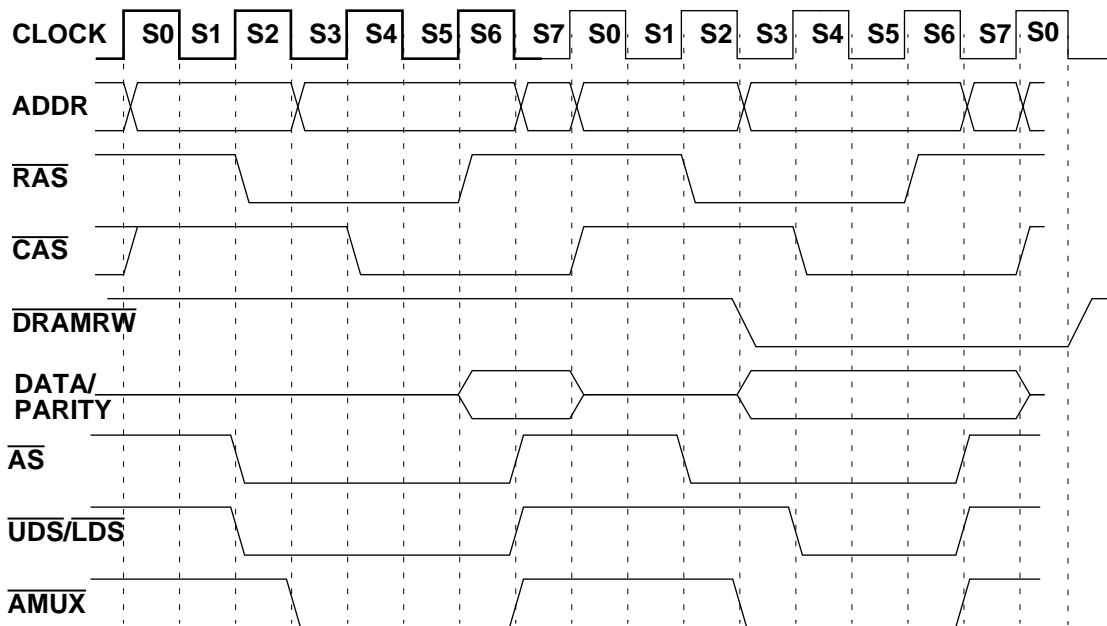 CLOCK S0 S1 S2 S3 S4 S5 S6 S7 S0 S1 S2 S3 S4 S5 S6 S7 S0
ADDR
RAS
CAS
DRAMRW
DATA/
PARITY
AS
UDS/LDS
AMUX